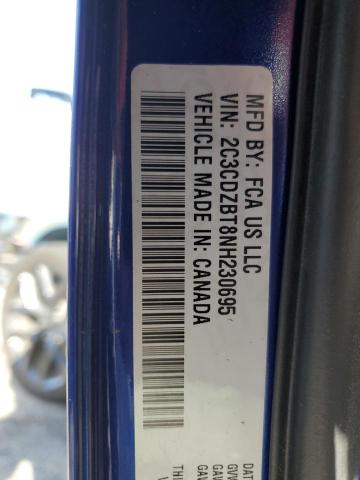 MFD BY: FCA US LLC
VIN: 2C3CDZBT8NH230695
VEHICLE MADE IN: CANADA